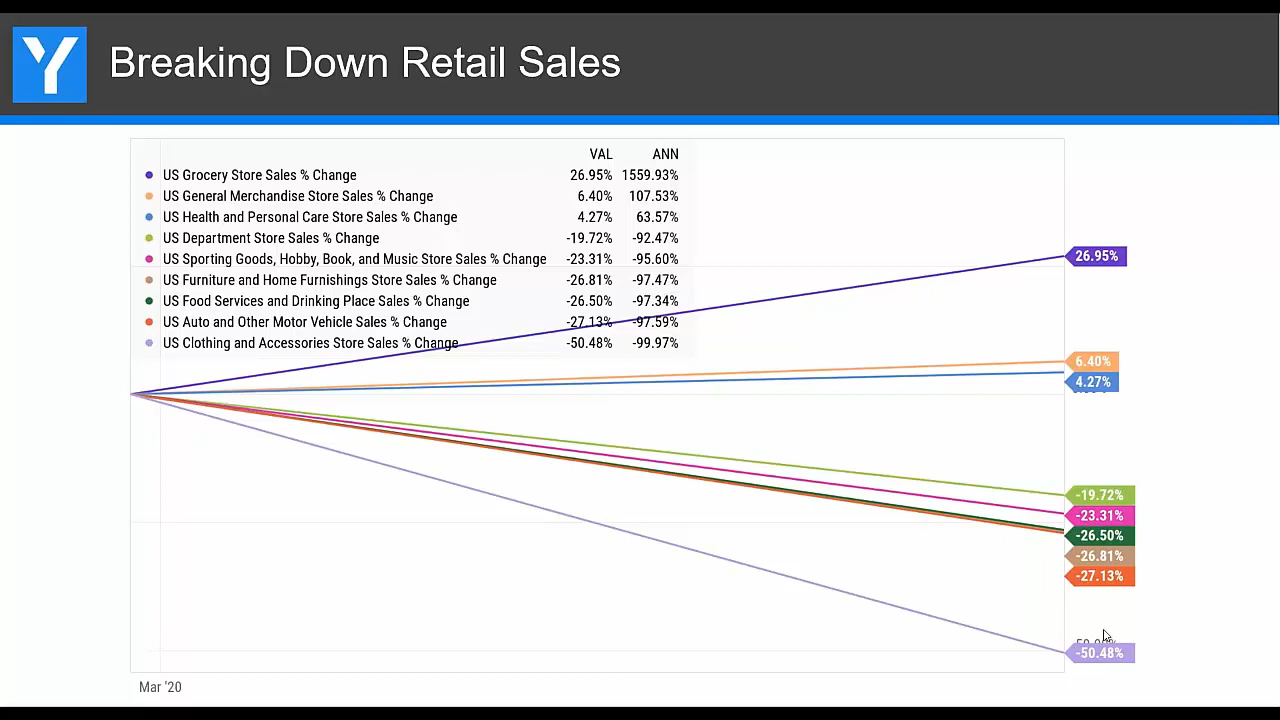 Y Breaking Down Retail Sales
VAL ANN
US Grocery Store Sales % Change 26.95% 1559.93%
US General Merchandise Store Sales % Change 6.40% 107.53%
US Health and Personal Care Store Sales % Change 4.27% 63.57%
US Department Store Sales % Change -19.72% -92.47%
US Sporting Goods, Hobby, Book, and Music Store Sales % Change -23.31% -95.60%
US Furniture and Home Furnishings Store Sales % Change -26.81% -97.47%
US Food Services and Drinking Place Sales % Change -26.50% -97.34%
US Auto and Other Motor Vehicle Sales % Change -27.13% -97.59%
US Clothing and Accessories Store Sales % Change -50.48% -99.97%
26.95%
6.40%
4.27%
-19.72%
-23.31%
-26.50%
-26.81%
-27.13%
-50.48%
Mar '20